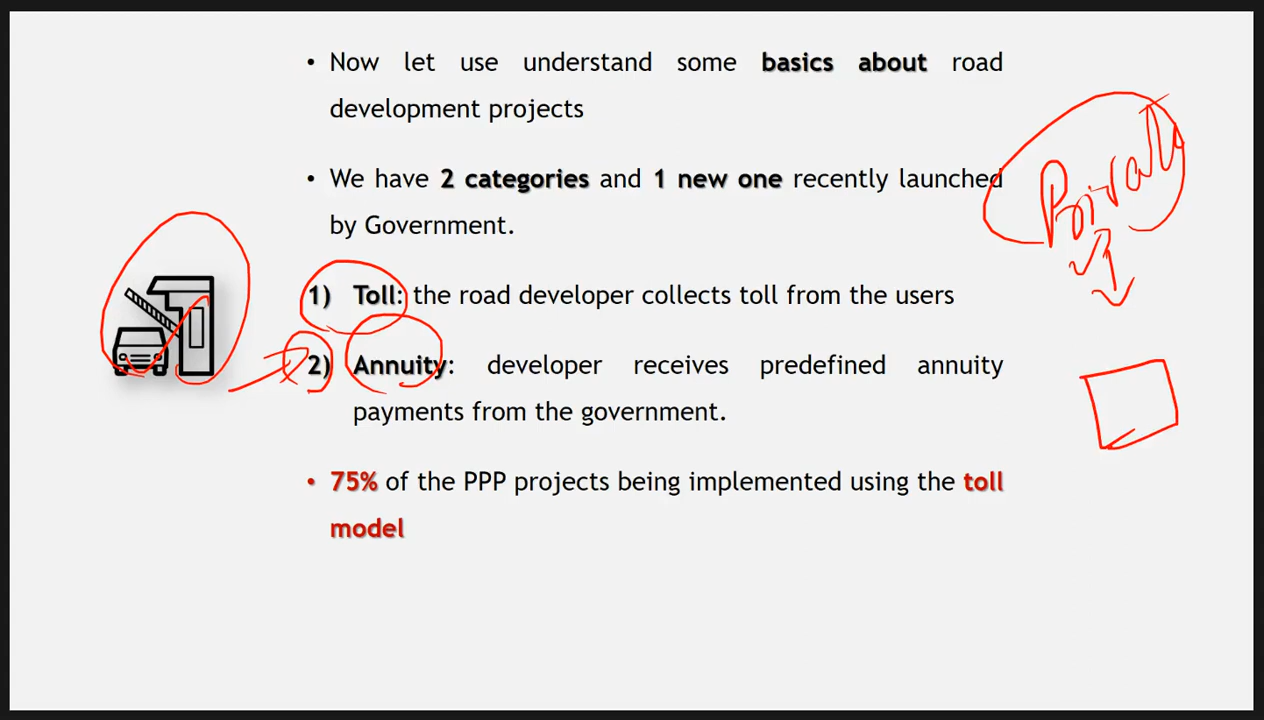 • Now let use understand some basics about road
development projects
• We have 2 categories and 1 new one recently launched
by Government.
1) Toll: the road developer collects toll from the users
2) Annuity: developer receives predefined annuity
payments from the government.
• 75% of the PPP projects being implemented using the toll
model